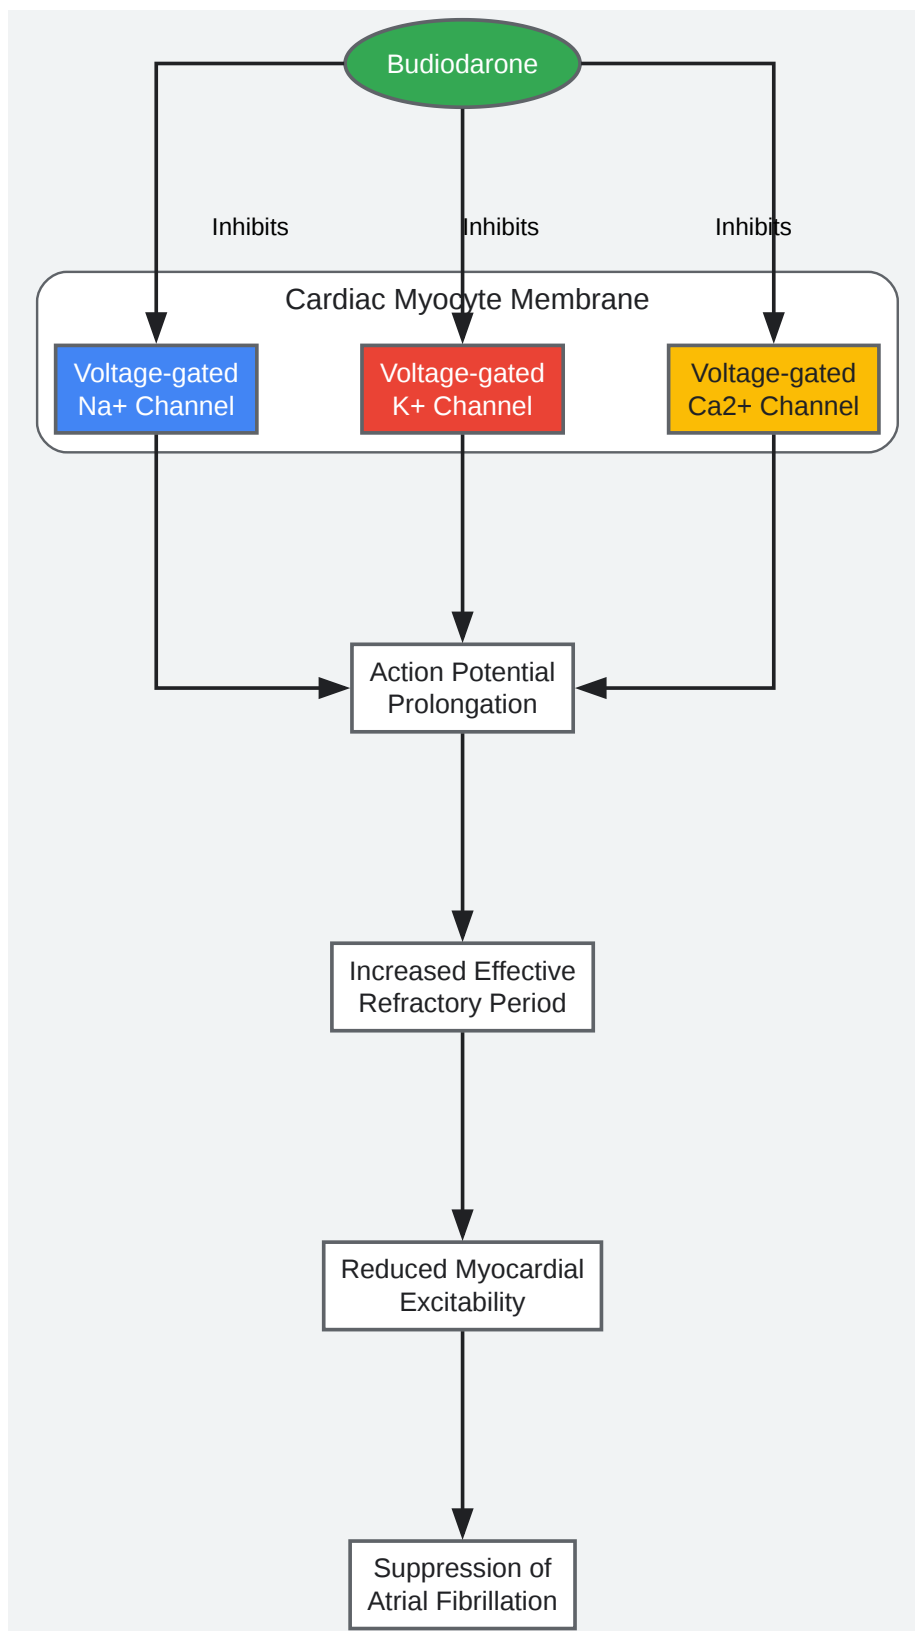 Budiodarone
Inhibits
Inhibits
Inhibits
Cardiac Myocyte Membrane
Voltage-gated
Na+ Channel
Voltage-gated
K+ Channel
Voltage-gated
Ca2+ Channel
Action Potential
Prolongation
Increased Effective
Refractory Period
Reduced Myocardial
Excitability
Suppression of
Atrial Fibrillation